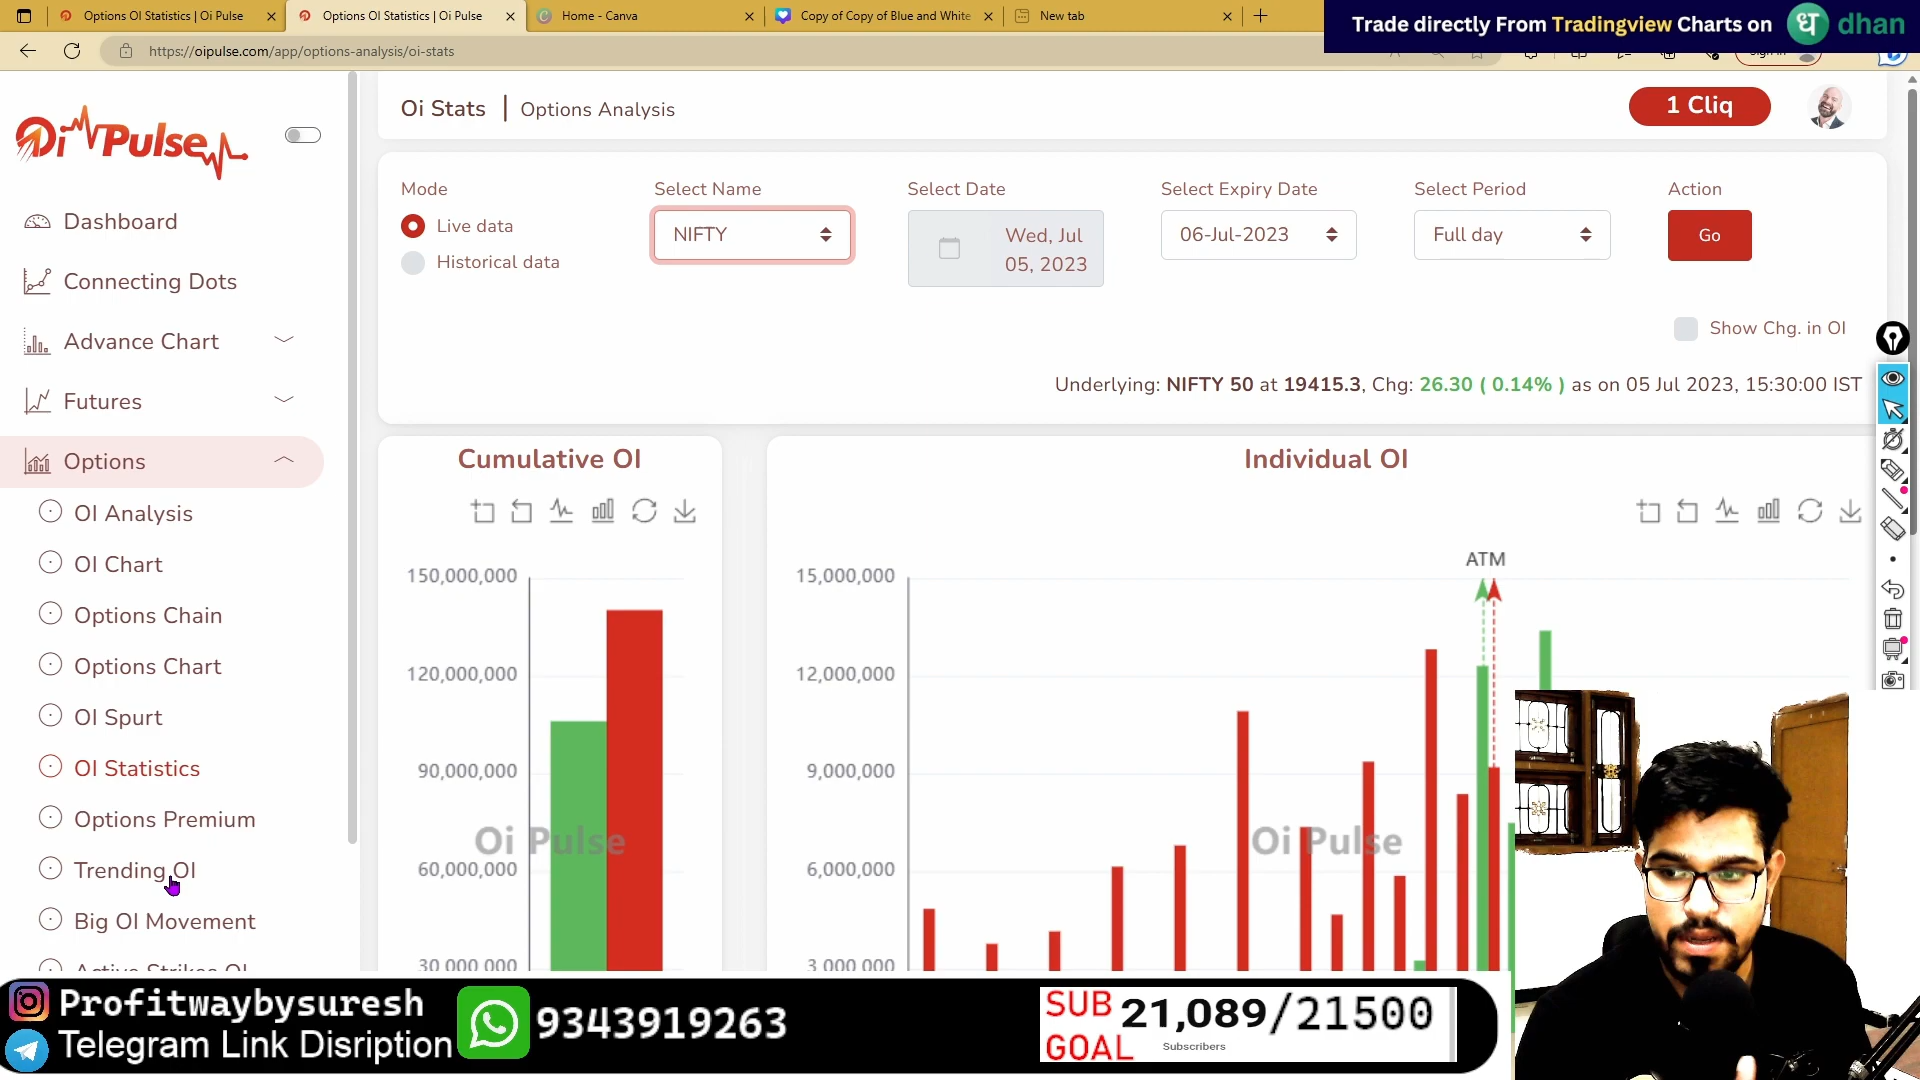 Options OI Statistics | Oi Pulse
Options OI Statistics | Oi Pulse
Home - Canva
Copy of Copy of Blue and White
New tab
Trade directly From Tradingview Charts on
धा dhan
https://oipulse.com/app/options-analysis/oi-stats
Oi Pulse
Oi Stats | Options Analysis
1 Cliq
Dashboard
Connecting Dots
Advance Chart
Futures
Options
OI Analysis
OI Chart
Options Chain
Options Chart
OI Spurt
OI Statistics
Options Premium
Trending OI
Big OI Movement
Active Strikes OI
Mode
Live data
Historical data
Select Name
NIFTY
Select Date
Wed, Jul
05, 2023
Select Expiry Date
06-Jul-2023
Select Period
Full day
Action
Go
Show Chg. in OI
Underlying: NIFTY 50 at 19415.3, Chg: 26.30 ( 0.14% ) as on 05 Jul 2023, 15:30:00 IST
Cumulative OI
150,000,000
120,000,000
90,000,000
60,000,000
30,000,000
Oi Pulse
Individual OI
ATM
15,000,000
12,000,000
9,000,000
6,000,000
3,000,000
Oi Pulse
Profitwaybysuresh
Telegram Link Disription
9343919263
SUB
GOAL
21,089/21500
Subscribers